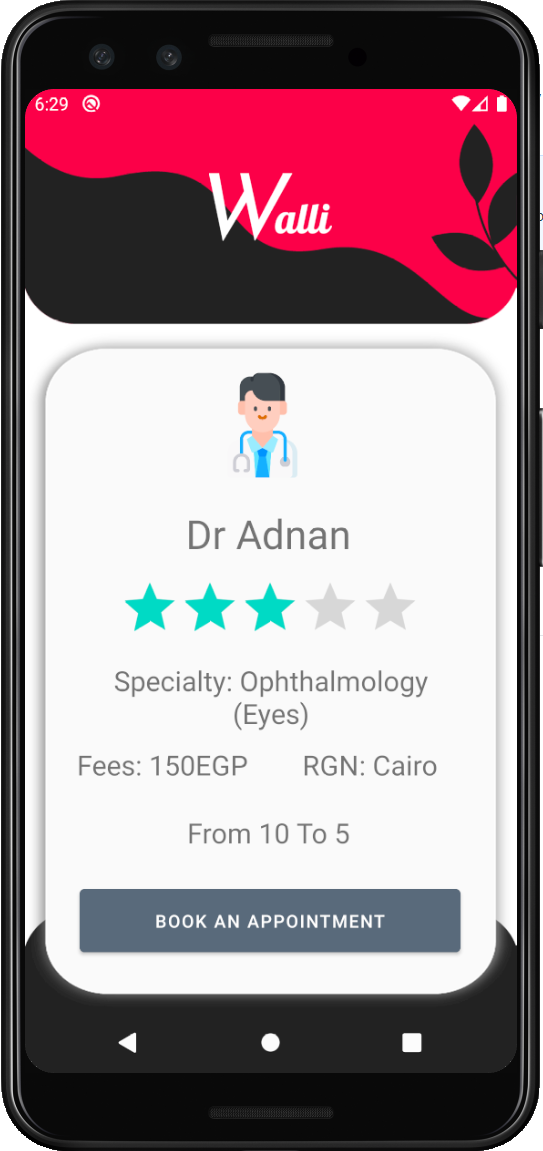 6:29
Walli
Dr Adnan
Specialty: Ophthalmology
(Eyes)
Fees: 150EGP RGN: Cairo
From 10 To 5
BOOK AN APPOINTMENT